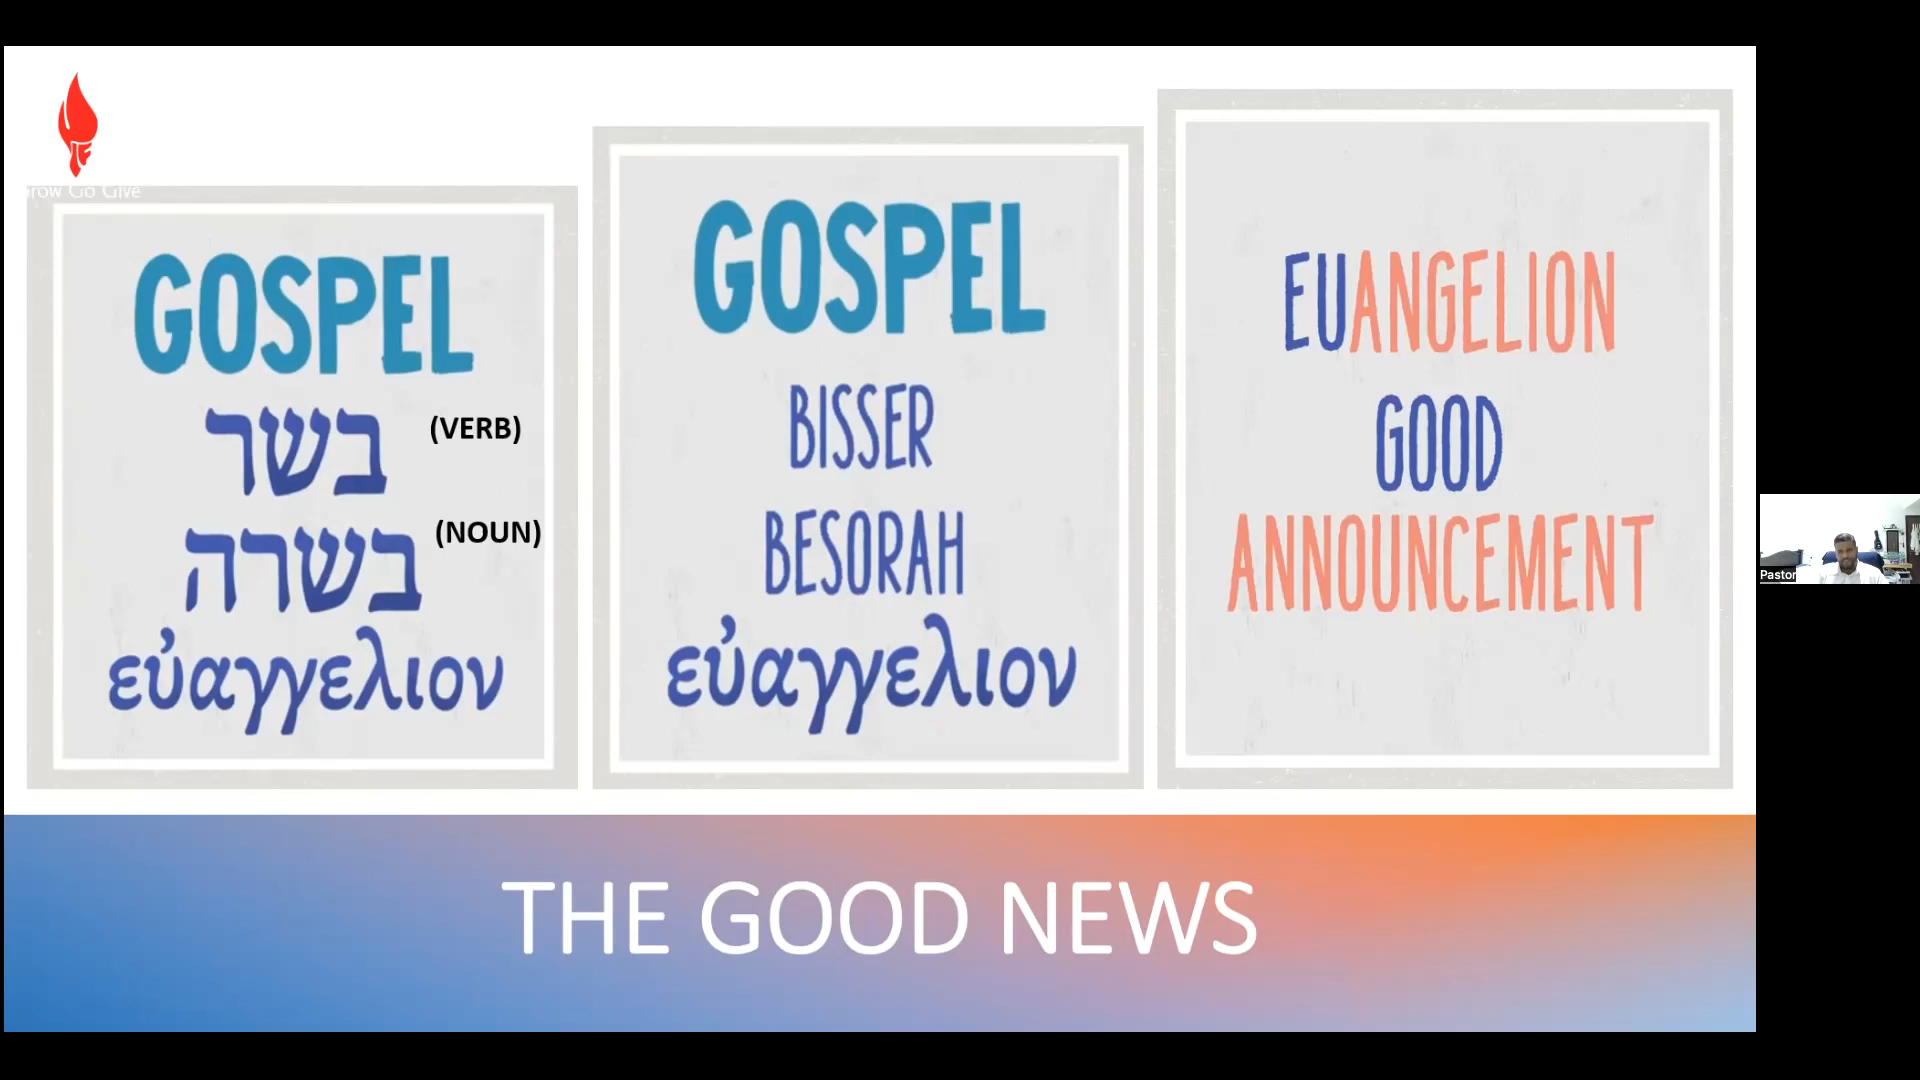 Go Give
GOSPEL
בשר (VERB)
בשרה (NOUN)
εὐαγγελιον
GOSPEL
BISSER
BESORAH
εὐαγγελιον
EUANGELION
GOOD
ANNOUNCEMENT
THE GOOD NEWS
Pastor